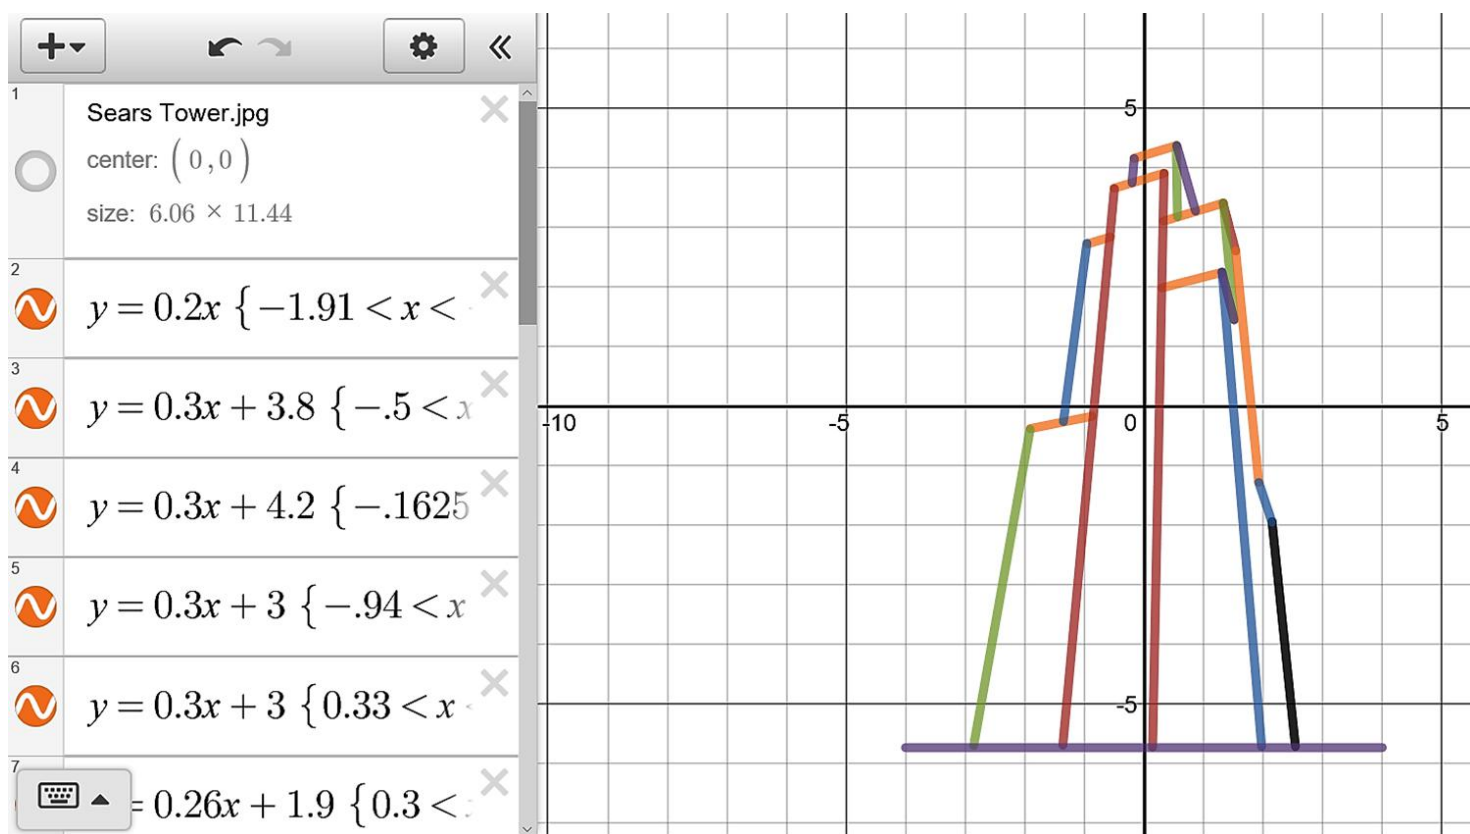 1
Sears Tower.jpg
center: (0,0)
size: 6.06 × 11.44
2
y = 0.2x {−1.91 < x <
3
y = 0.3x + 3.8 {−.5 < x
4
y = 0.3x + 4.2 {−.1625
5
y = 0.3x + 3 {−.94 < x
6
y = 0.3x + 3 {0.33 < x
7
= 0.26x + 1.9 {0.3 <
5
-10
-5
0
5
-5